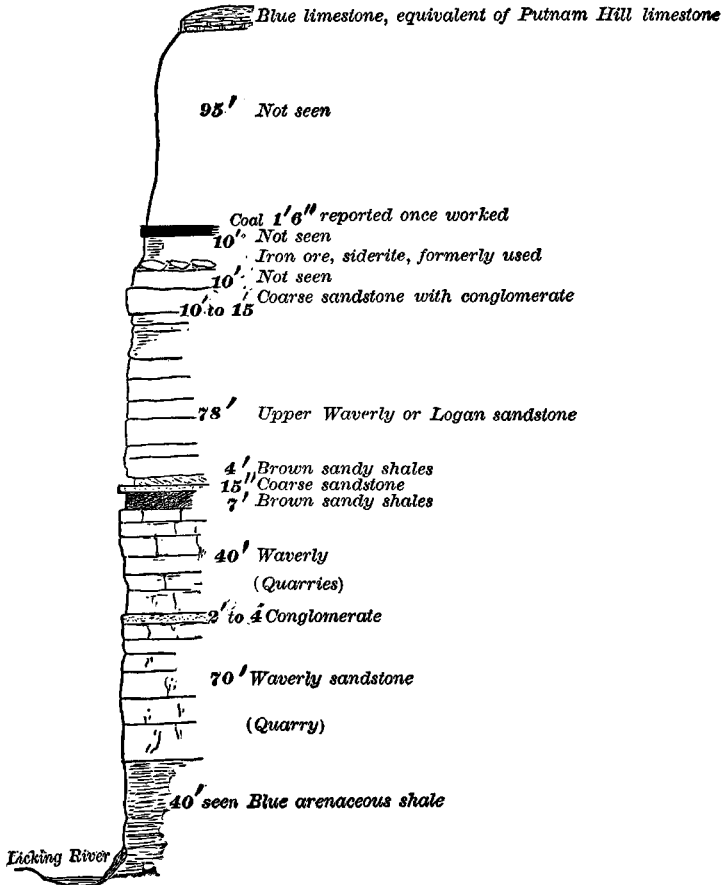 Blue limestone, equivalent of Putnam Hill limestone
95' Not seen
Coal 1'6" reported once worked
10' Not seen
Iron ore, siderite, formerly used
10' Not seen
Coarse sandstone with conglomerate
10' to 15'
78' Upper Waverly or Logan sandstone
4' Brown sandy shales
15" Coarse sandstone
7' Brown sandy shales
40' Waverly
(Quarries)
2' to 4' Conglomerate
70' Waverly sandstone
(Quarry)
40' seen Blue arenaceous shale
Licking River